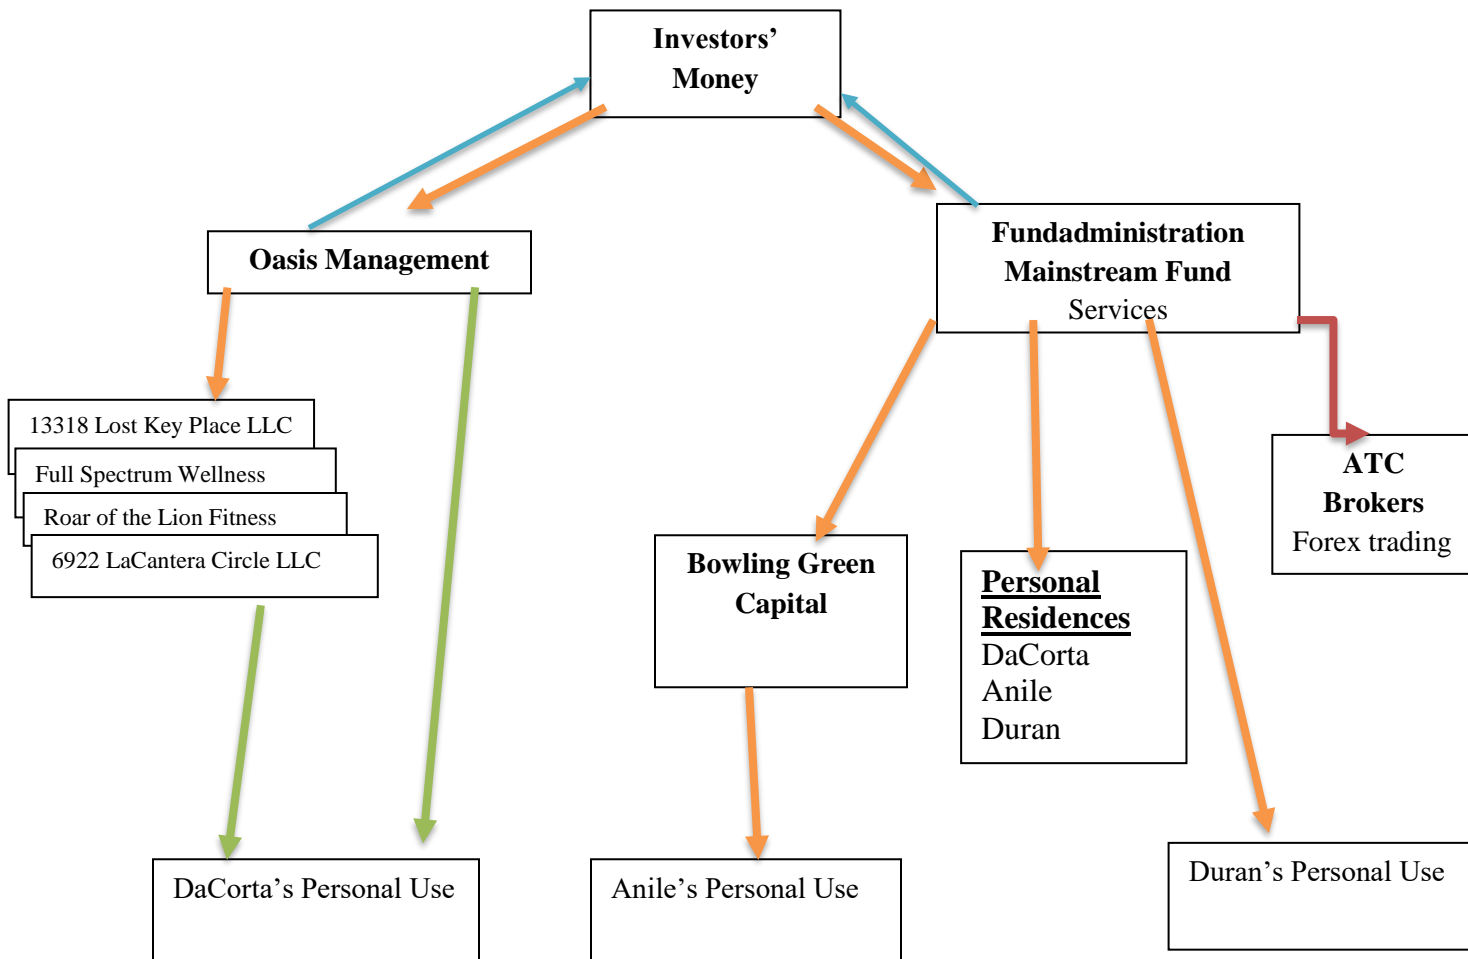 Investors’
Money
Oasis Management
Fundadministration
Mainstream Fund
Services
13318 Lost Key Place LLC
Full Spectrum Wellness
Roar of the Lion Fitness
6922 LaCantera Circle LLC
Bowling Green
Capital
Personal
Residences
DaCorta
Anile
Duran
ATC
Brokers
Forex trading
DaCorta’s Personal Use
Anile’s Personal Use
Duran’s Personal Use